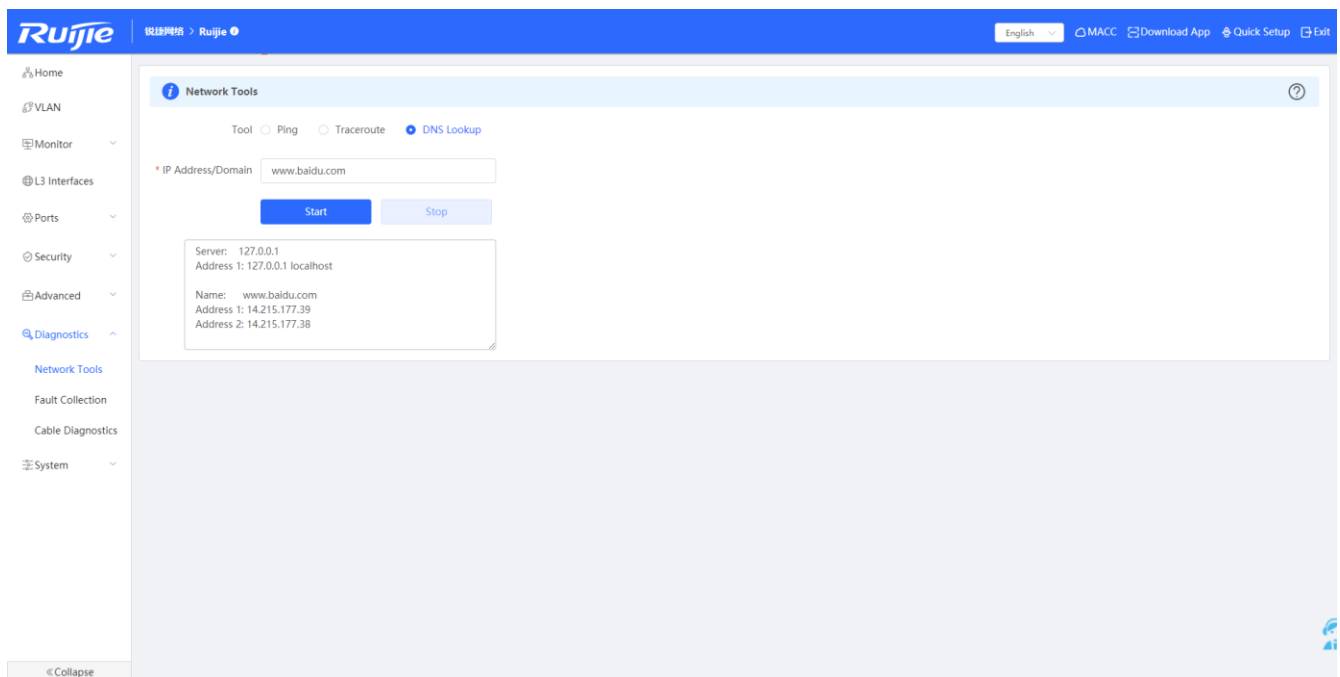 Ruijie
锐捷网络 > Ruijie
English
MACC
Download App
Quick Setup
Exit
Home
VLAN
Monitor
L3 Interfaces
Ports
Security
Advanced
Diagnostics
Network Tools
Fault Collection
Cable Diagnostics
System
«Collapse
Network Tools
Tool Ping Traceroute DNS Lookup
* IP Address/Domain www.baidu.com
Start Stop
Server: 127.0.0.1
Address 1: 127.0.0.1 localhost
Name: www.baidu.com
Address 1: 14.215.177.39
Address 2: 14.215.177.38